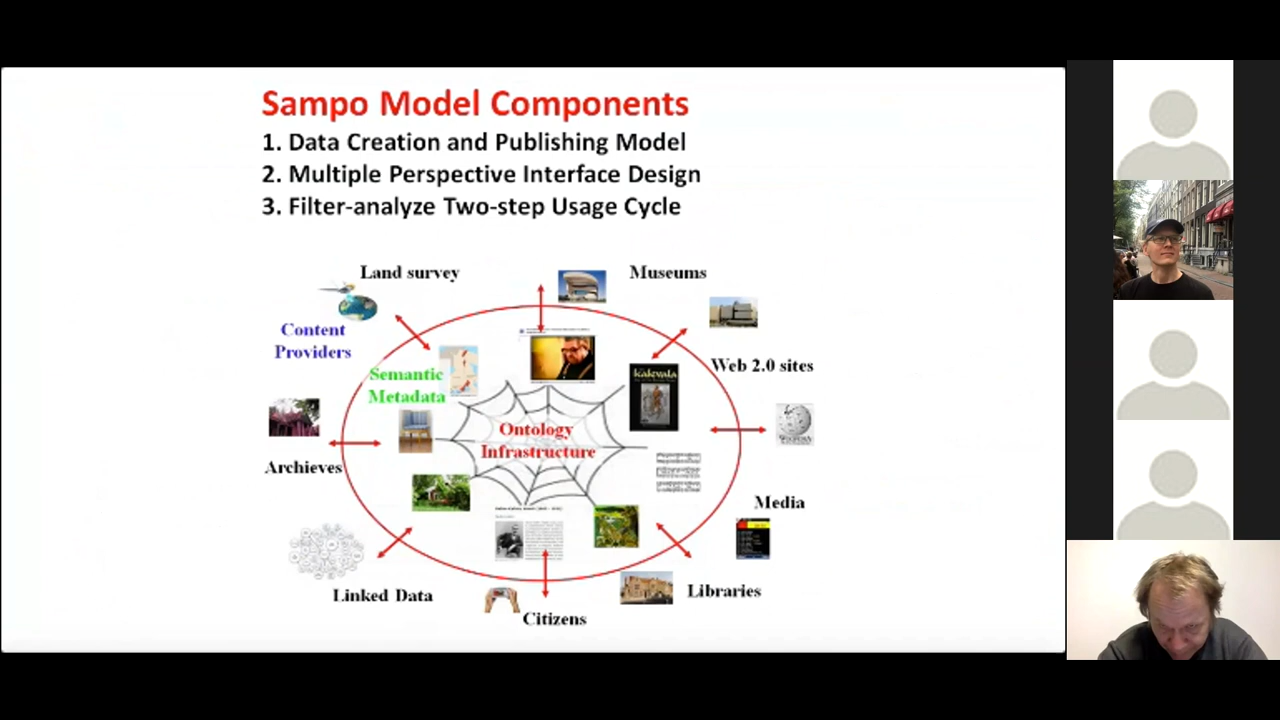 Sampo Model Components
1. Data Creation and Publishing Model
2. Multiple Perspective Interface Design
3. Filter-analyze Two-step Usage Cycle
Land survey
Museums
Content
Providers
Web 2.0 sites
Semantic
Metadata
kalevala
Ontology
Infrastructure
Archieves
Media
Linked Data
Libraries
Citizens